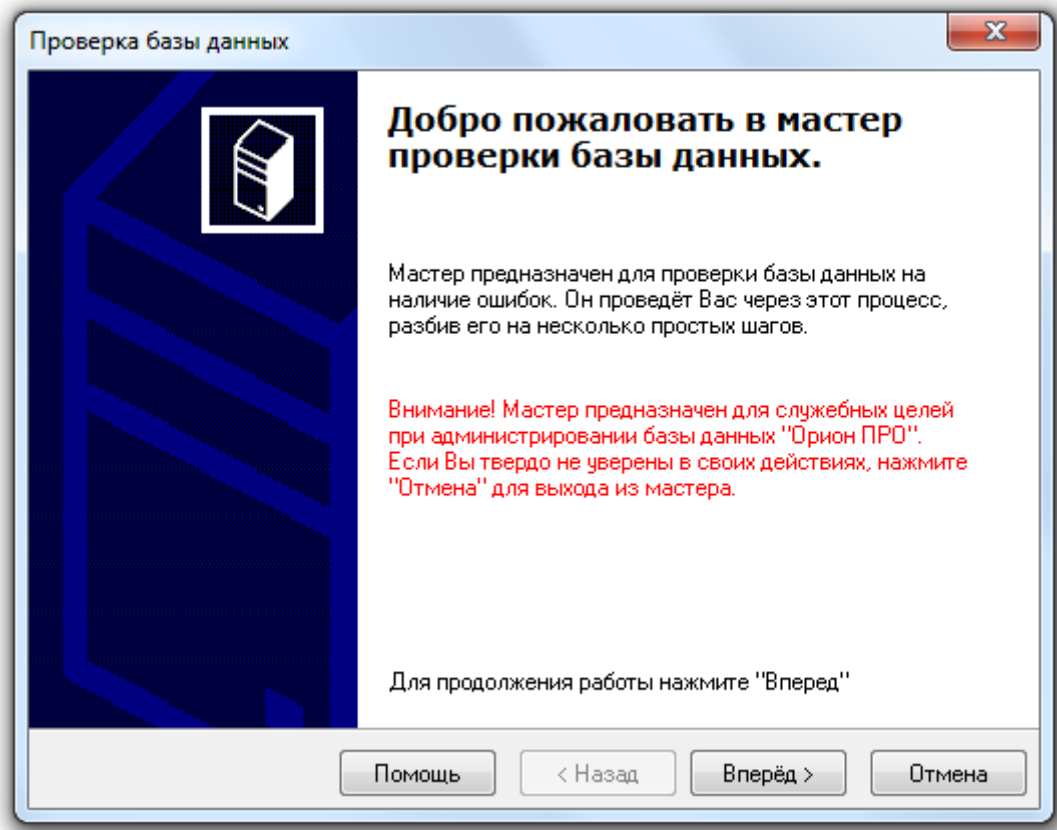 Проверка базы данных
Добро пожаловать в мастер
проверки базы данных.
Мастер предназначен для проверки базы данных на
наличие ошибок. Он проведёт Вас через этот процесс,
разбив его на несколько простых шагов.
Внимание! Мастер предназначен для служебных целей
при администрировании базы данных "Орион ПРО".
Если Вы твердо не уверены в своих действиях, нажмите
"Отмена" для выхода из мастера.
Для продолжения работы нажмите "Вперед"
Помощь
< Назад
Вперёд >
Отмена